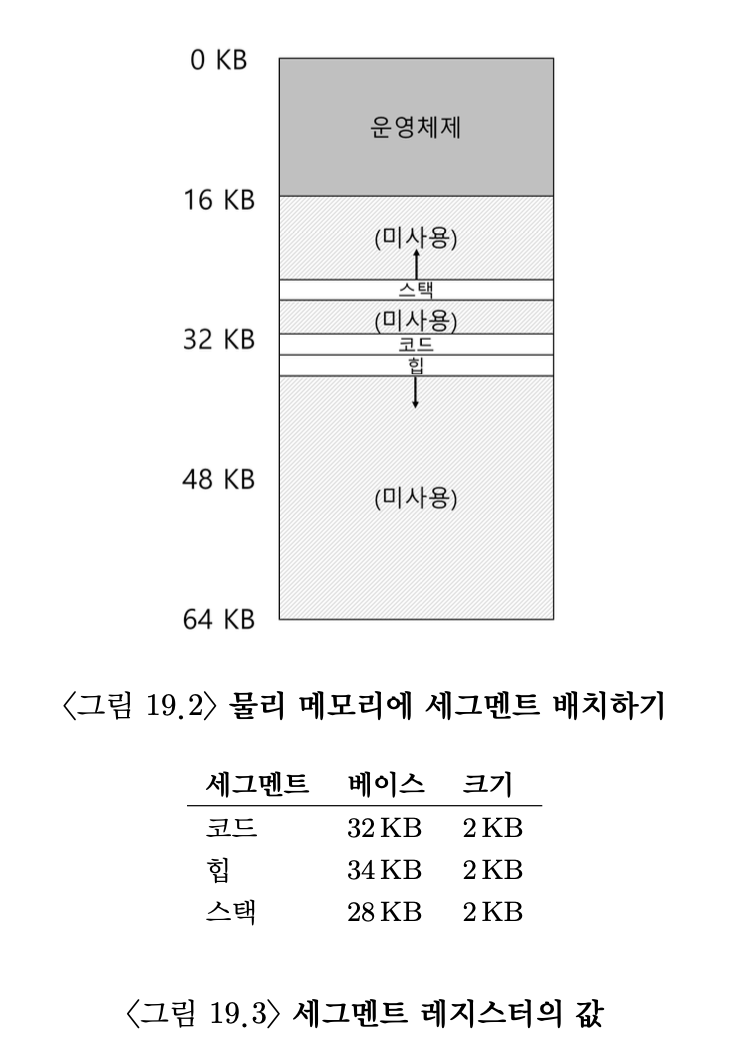 0 KB
운영체제
16 KB
(미사용)
스택
(미사용)
32 KB
코드
힙
48 KB
(미사용)
64 KB
〈그림 19.2〉 물리 메모리에 세그멘트 배치하기
세그멘트 베이스 크기
코드 32 KB 2 KB
힙 34 KB 2 KB
스택 28 KB 2 KB
〈그림 19.3〉 세그멘트 레지스터의 값